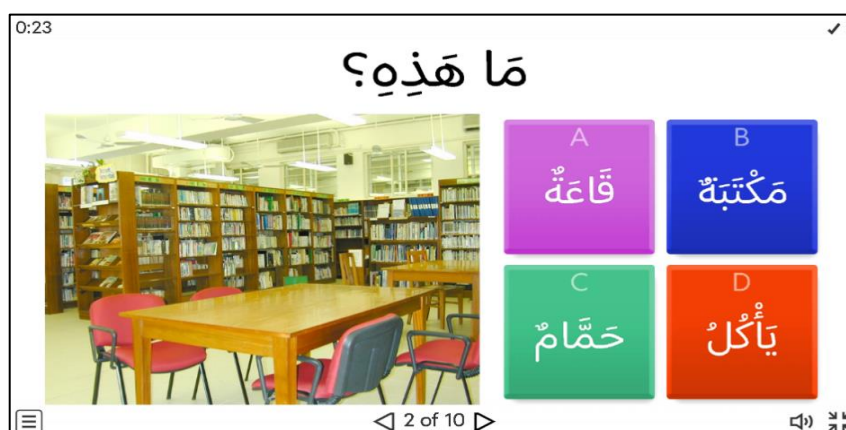 0:23
مَا هَذِهِ؟
A
قَاعَةٌ
B
مَكْتَبَةٌ
C
حَمَّامٌ
D
يَأْكُلُ
2 of 10